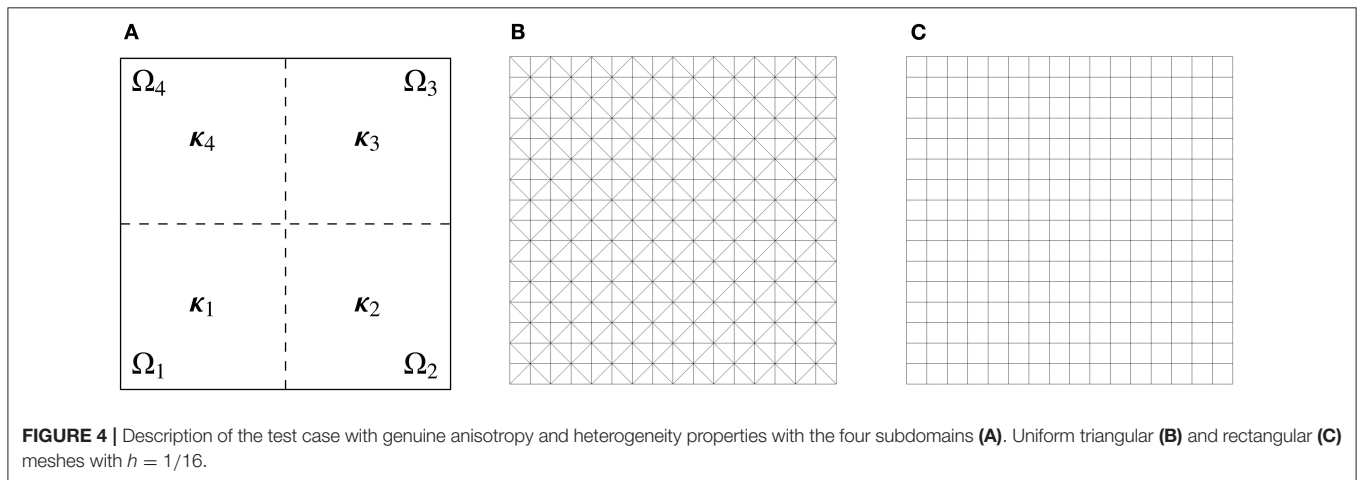 A
B
C
Ω4
Ω3
κ4
κ3
κ1
κ2
Ω1
Ω2
FIGURE 4 | Description of the test case with genuine anisotropy and heterogeneity properties with the four subdomains (A). Uniform triangular (B) and rectangular (C)
meshes with h = 1/16.